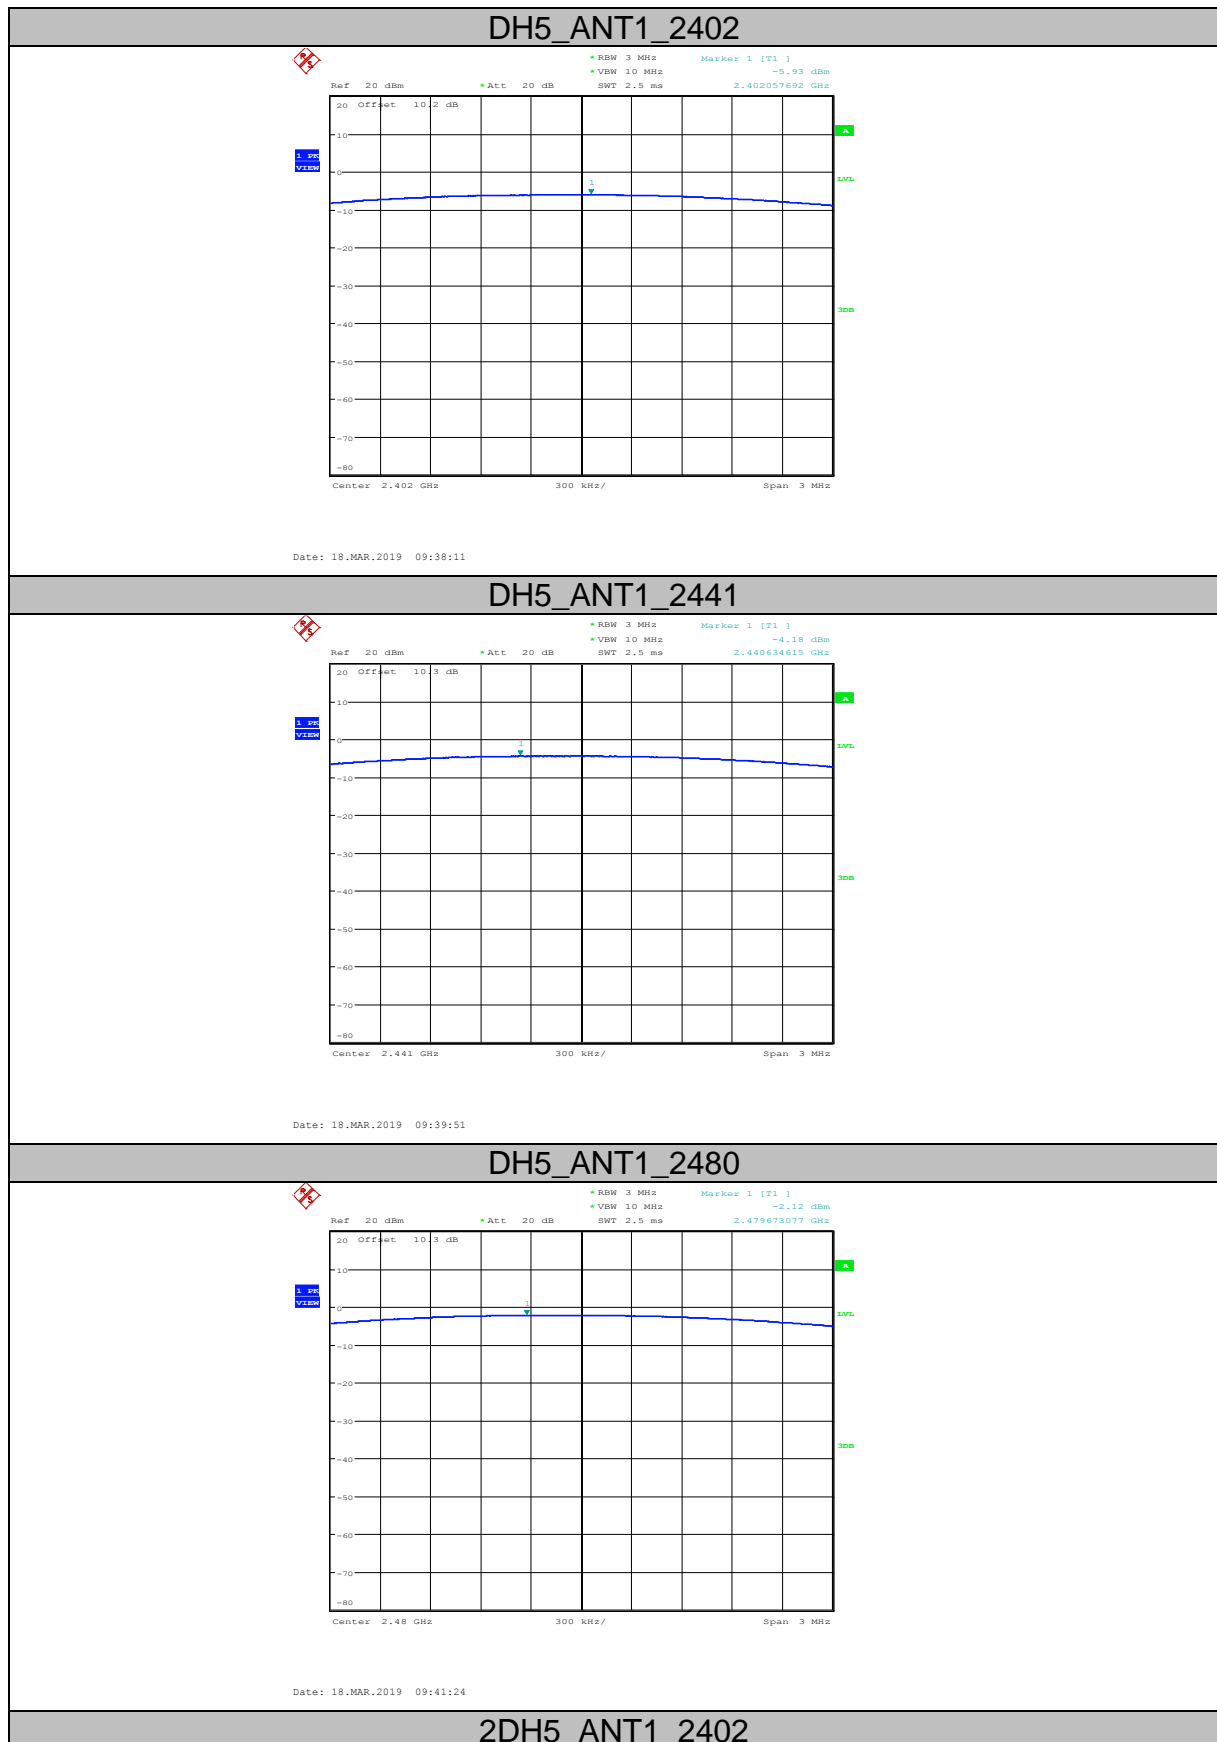 DH5_ANT1_2402
R S
* RBW 3 MHz Marker 1 [T1 ]
* VBW 10 MHz -5.93 dBm
Ref 20 dBm * Att 20 dB SWT 2.5 ms 2.402057692 GHz
20 Offset 10.2 dB
A
10
1 PK
VIEW
0
LVL
1
-10
-20
-30
3DB
-40
-50
-60
-70
-80
Center 2.402 GHz 300 kHz/ Span 3 MHz
Date: 18.MAR.2019 09:38:11
DH5_ANT1_2441
R S
* RBW 3 MHz Marker 1 [T1 ]
* VBW 10 MHz -4.18 dBm
Ref 20 dBm * Att 20 dB SWT 2.5 ms 2.440634615 GHz
20 Offset 10.3 dB
A
10
1 PK
VIEW
0
LVL
1
-10
-20
-30
3DB
-40
-50
-60
-70
-80
Center 2.441 GHz 300 kHz/ Span 3 MHz
Date: 18.MAR.2019 09:39:51
DH5_ANT1_2480
R S
* RBW 3 MHz Marker 1 [T1 ]
* VBW 10 MHz -2.12 dBm
Ref 20 dBm * Att 20 dB SWT 2.5 ms 2.479673077 GHz
20 Offset 10.3 dB
A
10
1 PK
VIEW
0
1
LVL
-10
-20
-30
3DB
-40
-50
-60
-70
-80
Center 2.48 GHz 300 kHz/ Span 3 MHz
Date: 18.MAR.2019 09:41:24
2DH5_ANT1_2402